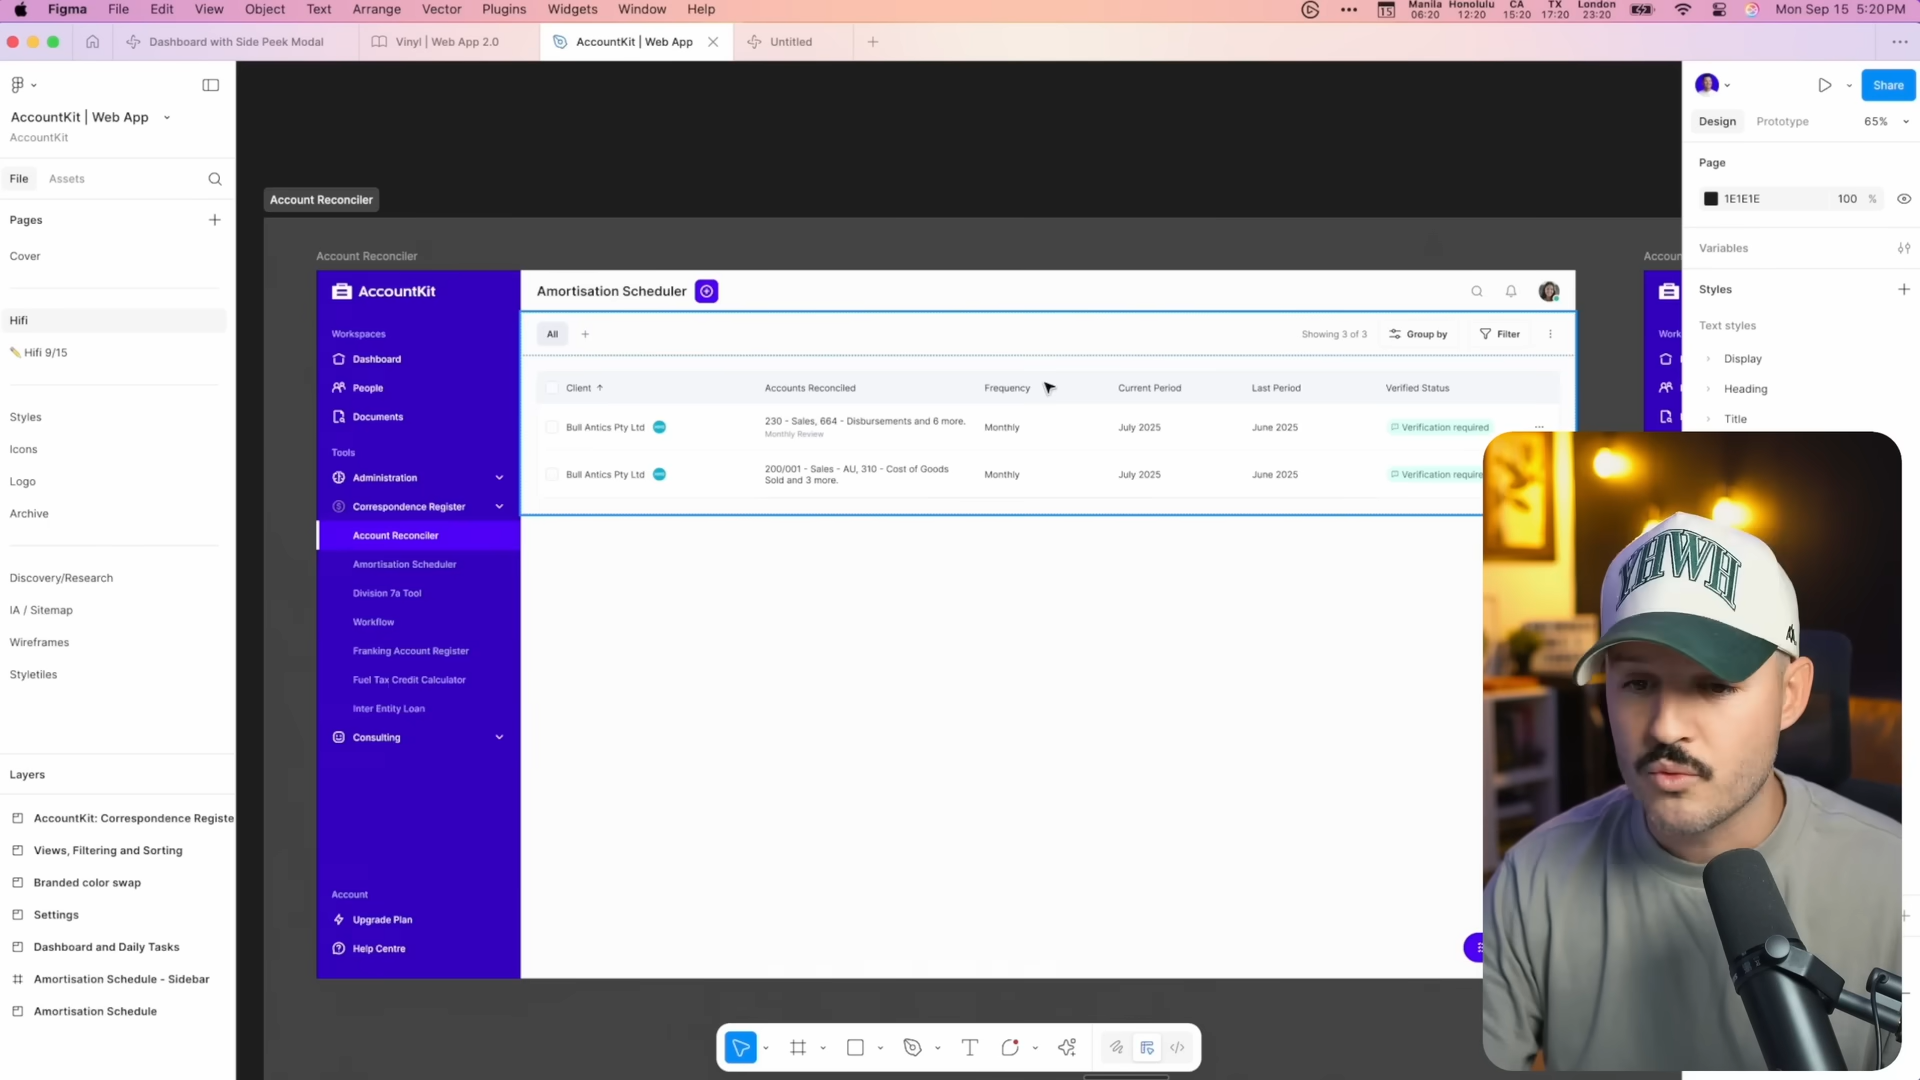 Figma File Edit View Object Text Arrange Vector Plugins Widgets Window Help
15
Manila 06:20
Honolulu 12:20
CA 15:20
TX 17:20
London 23:20
Mon Sep 15 5:20 PM
Dashboard with Side Peek Modal
Vinyl | Web App 2.0
AccountKit | Web App
Untitled
AccountKit | Web App
AccountKit
File Assets
Pages
Cover
Hifi
✏️ Hifi 9/15
Styles
Icons
Logo
Archive
Discovery/Research
IA / Sitemap
Wireframes
Styletiles
Layers
AccountKit: Correspondence Registe
Views, Filtering and Sorting
Branded color swap
Settings
Dashboard and Daily Tasks
Amortisation Schedule - Sidebar
Amortisation Schedule
Account Reconciler
Account Reconciler
AccountKit
Workspaces
Dashboard
People
Documents
Tools
Administration
Correspondence Register
Account Reconciler
Amortisation Scheduler
Division 7a Tool
Workflow
Franking Account Register
Fuel Tax Credit Calculator
Inter Entity Loan
Consulting
Account
Upgrade Plan
Help Centre
Amortisation Scheduler
All
Showing 3 of 3
Group by
Filter
Client
Accounts Reconciled
Frequency
Current Period
Last Period
Verified Status
Bull Antics Pty Ltd
230 - Sales, 664 - Disbursements and 6 more.
Monthly Review
Monthly
July 2025
June 2025
Verification required
Bull Antics Pty Ltd
200/001 - Sales - AU, 310 - Cost of Goods
Sold and 3 more.
Monthly
July 2025
June 2025
Verification require
Accoun
Work
Share
Design Prototype
65%
Page
1E1E1E
100 %
Variables
Styles
Text styles
Display
Heading
Title
YHWH